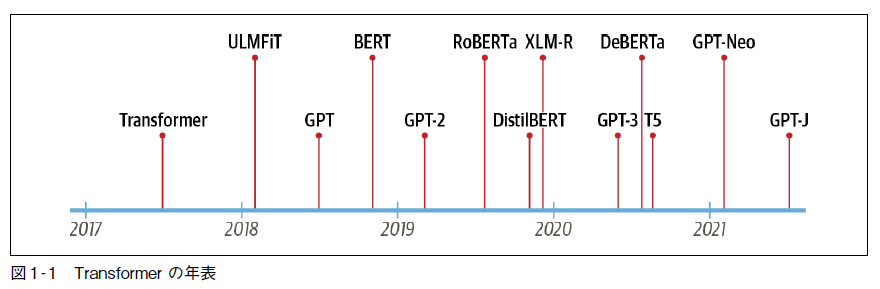 ULMFiT BERT RoBERTa XLM-R DeBERTa GPT-Neo
Transformer GPT GPT-2 DistilBERT GPT-3 T5 GPT-J
2017 2018 2019 2020 2021
図1-1 Transformer の年表